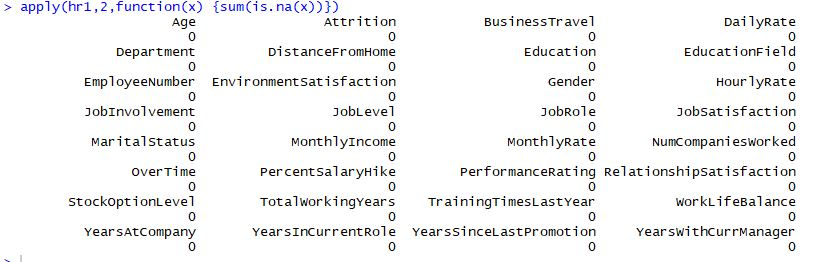 > apply(hr1,2,function(x) {sum(is.na(x))})
Age Attrition BusinessTravel DailyRate
0 0 0 0
Department DistanceFromHome Education EducationField
0 0 0 0
EmployeeNumber EnvironmentSatisfaction Gender HourlyRate
0 0 0 0
JobInvolvement JobLevel JobRole JobSatisfaction
0 0 0 0
MaritalStatus MonthlyIncome MonthlyRate NumCompaniesWorked
0 0 0 0
OverTime PercentSalaryHike PerformanceRating RelationshipSatisfaction
0 0 0 0
StockOptionLevel TotalWorkingYears TrainingTimesLastYear WorkLifeBalance
0 0 0 0
YearsAtCompany YearsInCurrentRole YearsSinceLastPromotion YearsWithCurrManager
0 0 0 0
>